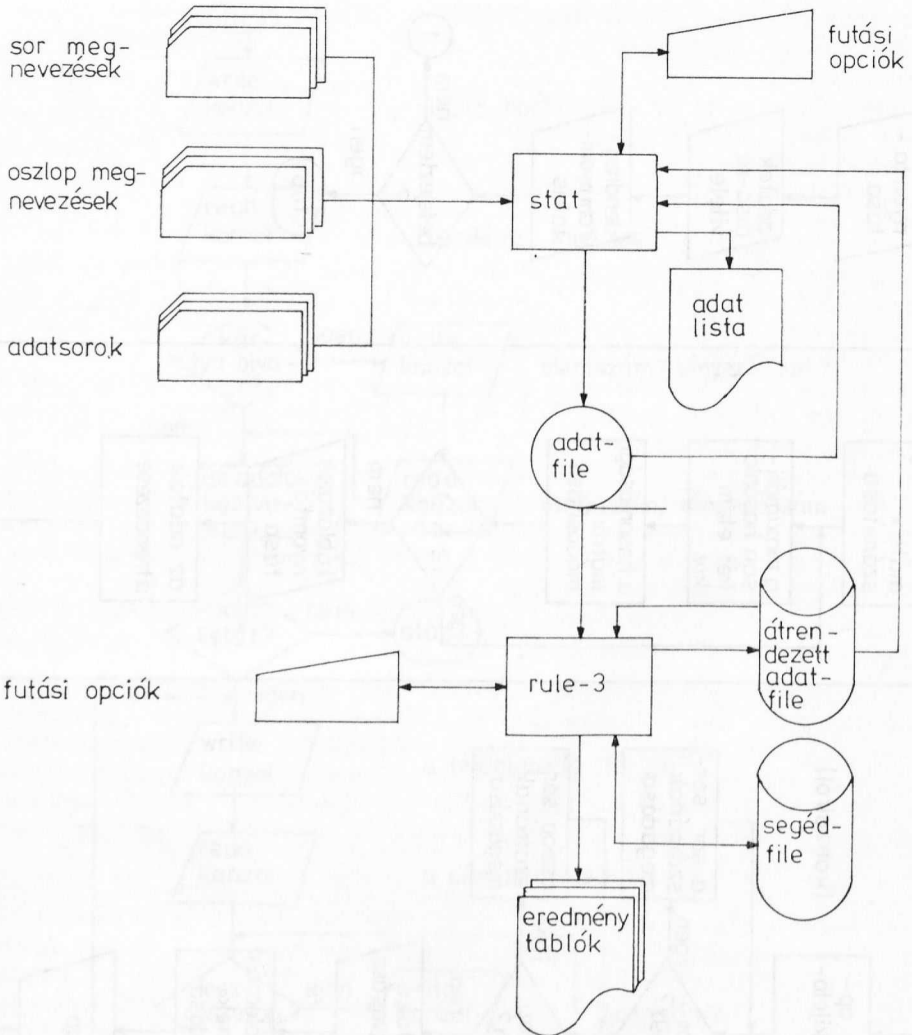 sor meg-
nevezések
futási
opciók
oszlop meg-
nevezések
stat
adat
lista
adatsorok
adat-
file
átren-
dezett
adat-
file
futási opciók
rule-3
segéd-
file
eredmény
tablók